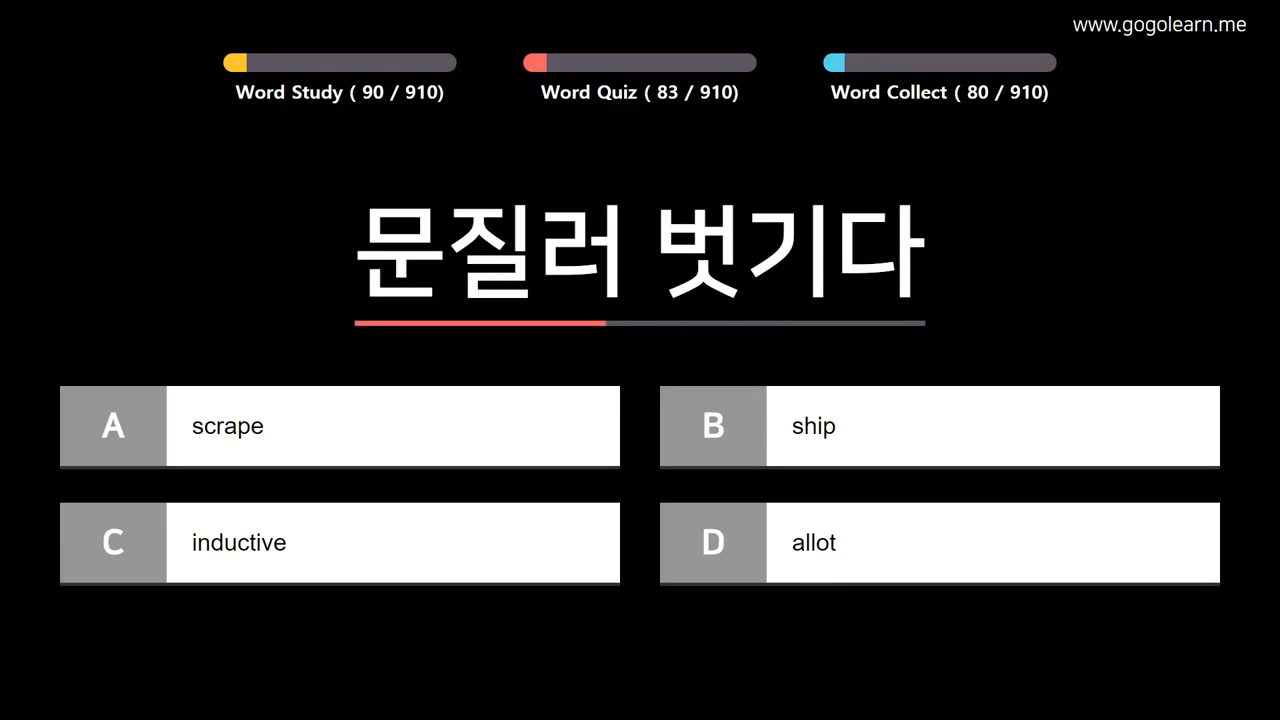 www.gogolearn.me
Word Study ( 90 / 910)
Word Quiz ( 83 / 910)
Word Collect ( 80 / 910)
문질러 벗기다
A scrape
B ship
C inductive
D allot